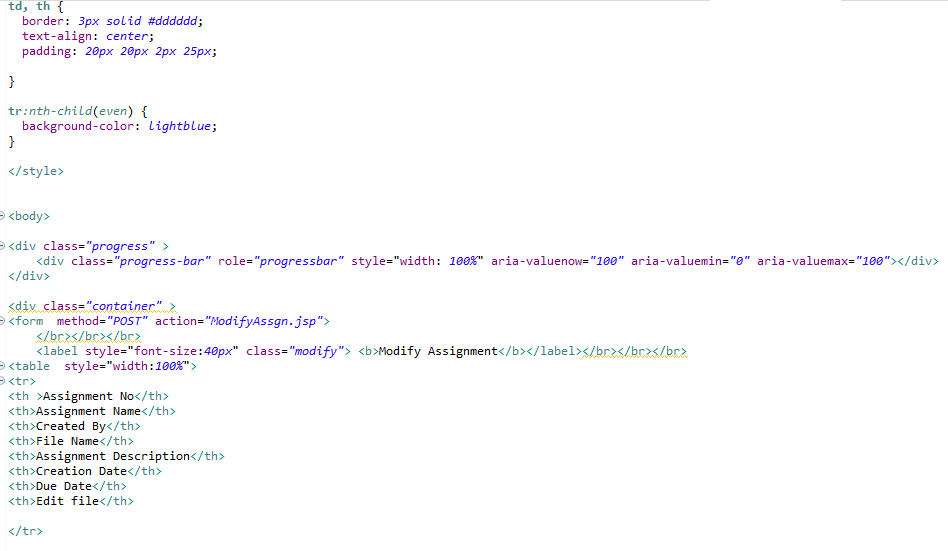 td, th {
border: 3px solid #dddddd;
text-align: center;
padding: 20px 20px 2px 25px;
}
tr:nth-child(even) {
background-color: lightblue;
}
</style>
<body>
<div class="progress" >
<div class="progress-bar" role="progressbar" style="width: 100%" aria-valuenow="100" aria-valuemin="0" aria-valuemax="100"></div>
</div>
<div class="container" >
<form  method="POST" action="ModifyAssgn.jsp">
</br></br></br>
<label style="font-size:40px" class="modify"> <b>Modify Assignment</b></label></br></br></br>
<table  style="width:100%">
<tr>
<th >Assignment No</th>
<th>Assignment Name</th>
<th>Created By</th>
<th>File Name</th>
<th>Assignment Description</th>
<th>Creation Date</th>
<th>Due Date</th>
<th>Edit file</th>
</tr>